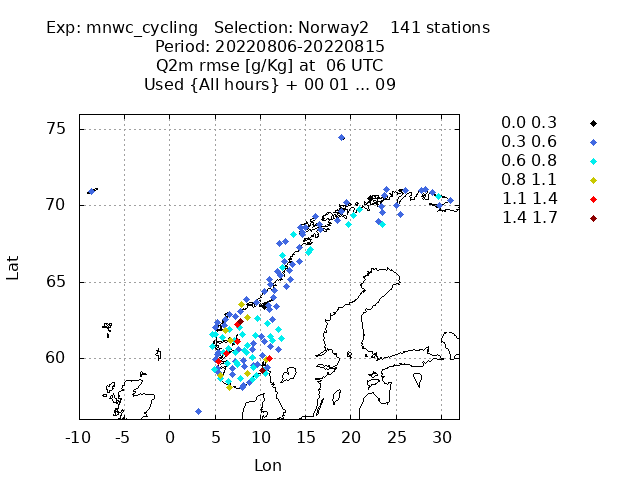 Exp: mnwc_cycling   Selection: Norway2    141 stations
Period: 20220806-20220815
Q2m rmse [g/Kg] at  06 UTC
Used {All hours} + 00 01 ... 09
75
70
65
60
Lat
-10 -5 0 5 10 15 20 25 30
Lon
0.0 0.3
0.3 0.6
0.6 0.8
0.8 1.1
1.1 1.4
1.4 1.7